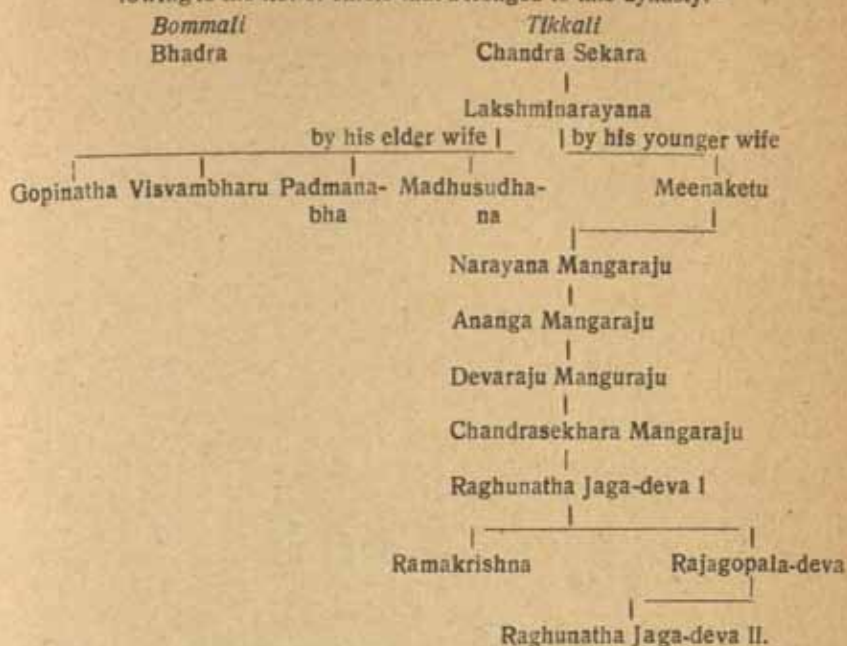 Bommali Tikkali
Bhadra Chandra Sekara
Lakshminarayana
by his elder wife by his younger wife
Gopinatha Visvambharu Padmana- Madhusudha- Meenaketu
bha na
Narayana Mangaraju
Ananga Mangaraju
Devaraju Manguraju
Chandrasekhara Mangaraju
Raghunatha Jaga-deva I
Ramakrishna Rajagopala-deva
Raghunatha Jaga-deva II.